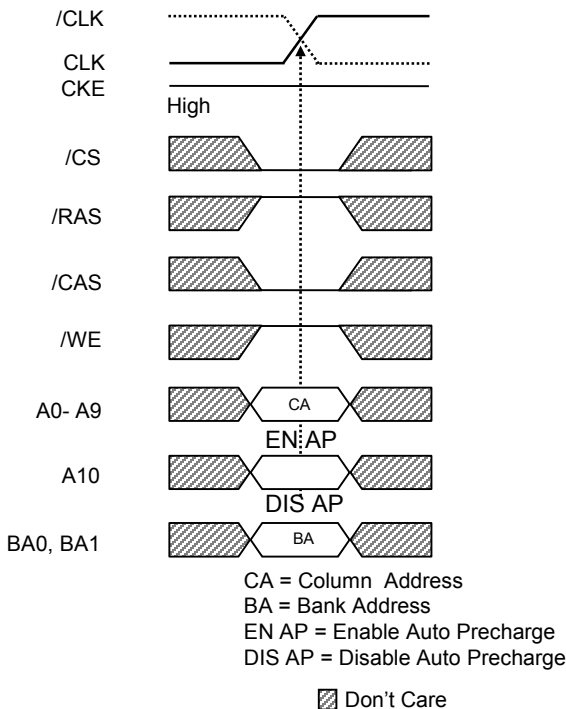 /CLK
CLK
CKE
High
/CS
/RAS
/CAS
/WE
A0- A9
CA
EN AP
A10
DIS AP
BA0, BA1
BA
CA = Column Address
BA = Bank Address
EN AP = Enable Auto Precharge
DIS AP = Disable Auto Precharge
Don't Care